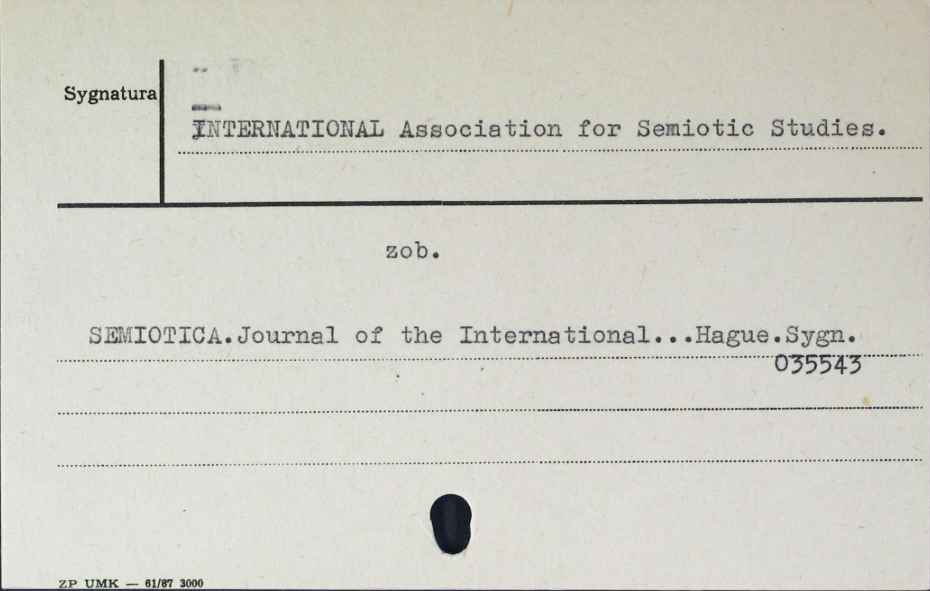 Sygnatura
INTERNATIONAL Association for Semiotic Studies.
zob.
SEMIOTICA.Journal of the International...Hague.Sygn.
035543
ZP UMK — 61/87 3000